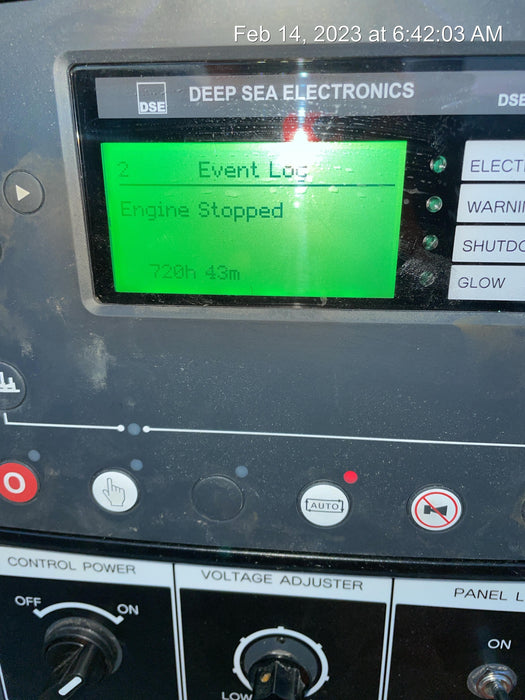 Feb 14, 2023 at 6:42:03 AM
DSE DEEP SEA ELECTRONICS DSE
2 Event Log
Engine Stopped
720h 43m
ELECT
WARNIN
SHUTDO
GLOW
AUTO
CONTROL POWER
OFF ON
VOLTAGE ADJUSTER
LOW
PANEL L
ON